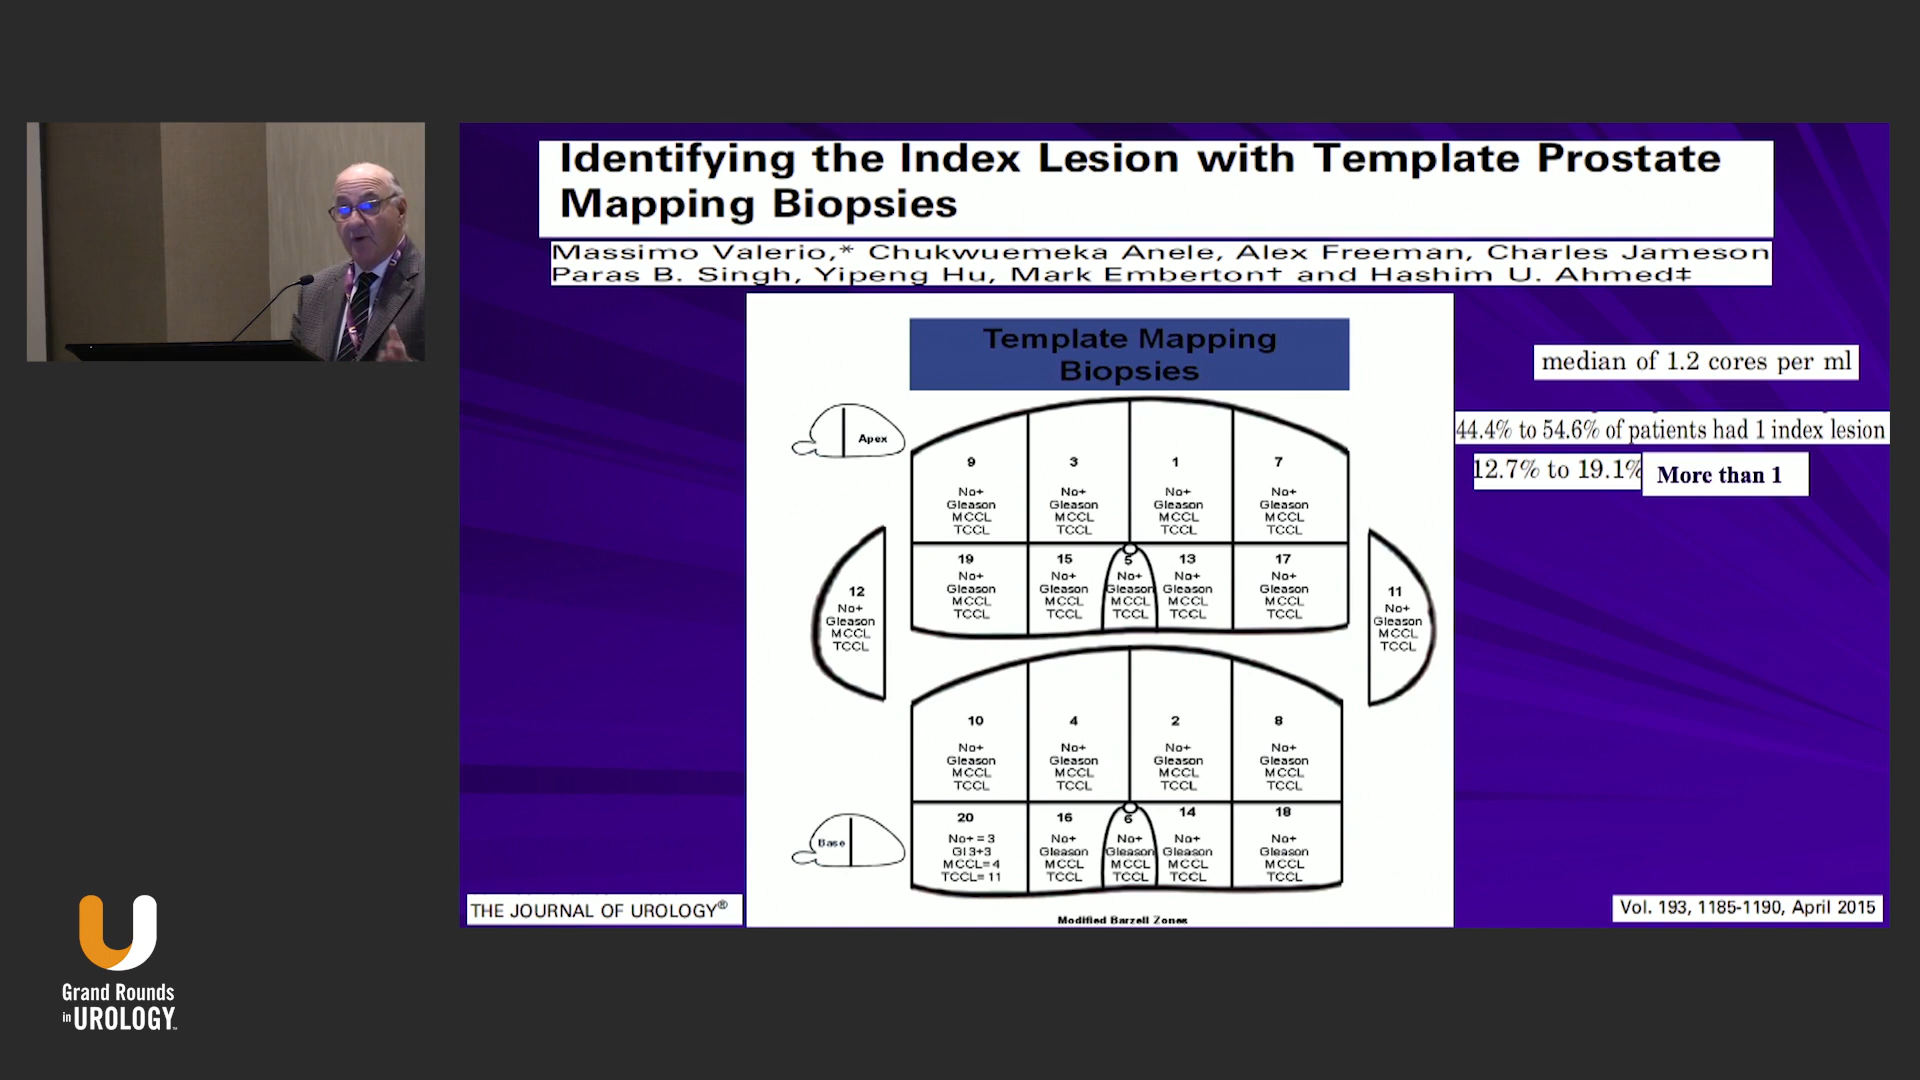 Identifying the Index Lesion with Template Prostate
Mapping Biopsies
Massimo Valerio,* Chukwuemeka Anele, Alex Freeman, Charles Jameson
Paras B. Singh, Yipeng Hu, Mark Emberton† and Hashim U. Ahmed‡
Template Mapping
Biopsies
median of 1.2 cores per ml
44.4% to 54.6% of patients had 1 index lesion
12.7% to 19.1% More than 1
Apex
9 3 1 7
No+ No+ No+ No+
Gleason Gleason Gleason Gleason
MCCL MCCL MCCL MCCL
TCCL TCCL TCCL TCCL
19 15 5 13 17
No+ No+ No+ No+ No+
Gleason Gleason Gleason Gleason Gleason
MCCL MCCL MCCL MCCL MCCL
TCCL TCCL TCCL TCCL TCCL
12
No+
Gleason
MCCL
TCCL
11
No+
Gleason
MCCL
TCCL
10 4 2 8
No+ No+ No+ No+
Gleason Gleason Gleason Gleason
MCCL MCCL MCCL MCCL
TCCL TCCL TCCL TCCL
Base
20 16 6 14 18
No+ = 3 No+ No+ No+ No+
Gl 3+3 Gleason Gleason Gleason Gleason
MCCL= 4 MCCL MCCL MCCL MCCL
TCCL= 11 TCCL TCCL TCCL TCCL
Modified Barzell Zones
THE JOURNAL OF UROLOGY®
Vol. 193, 1185-1190, April 2015
Grand Rounds
in UROLOGY™